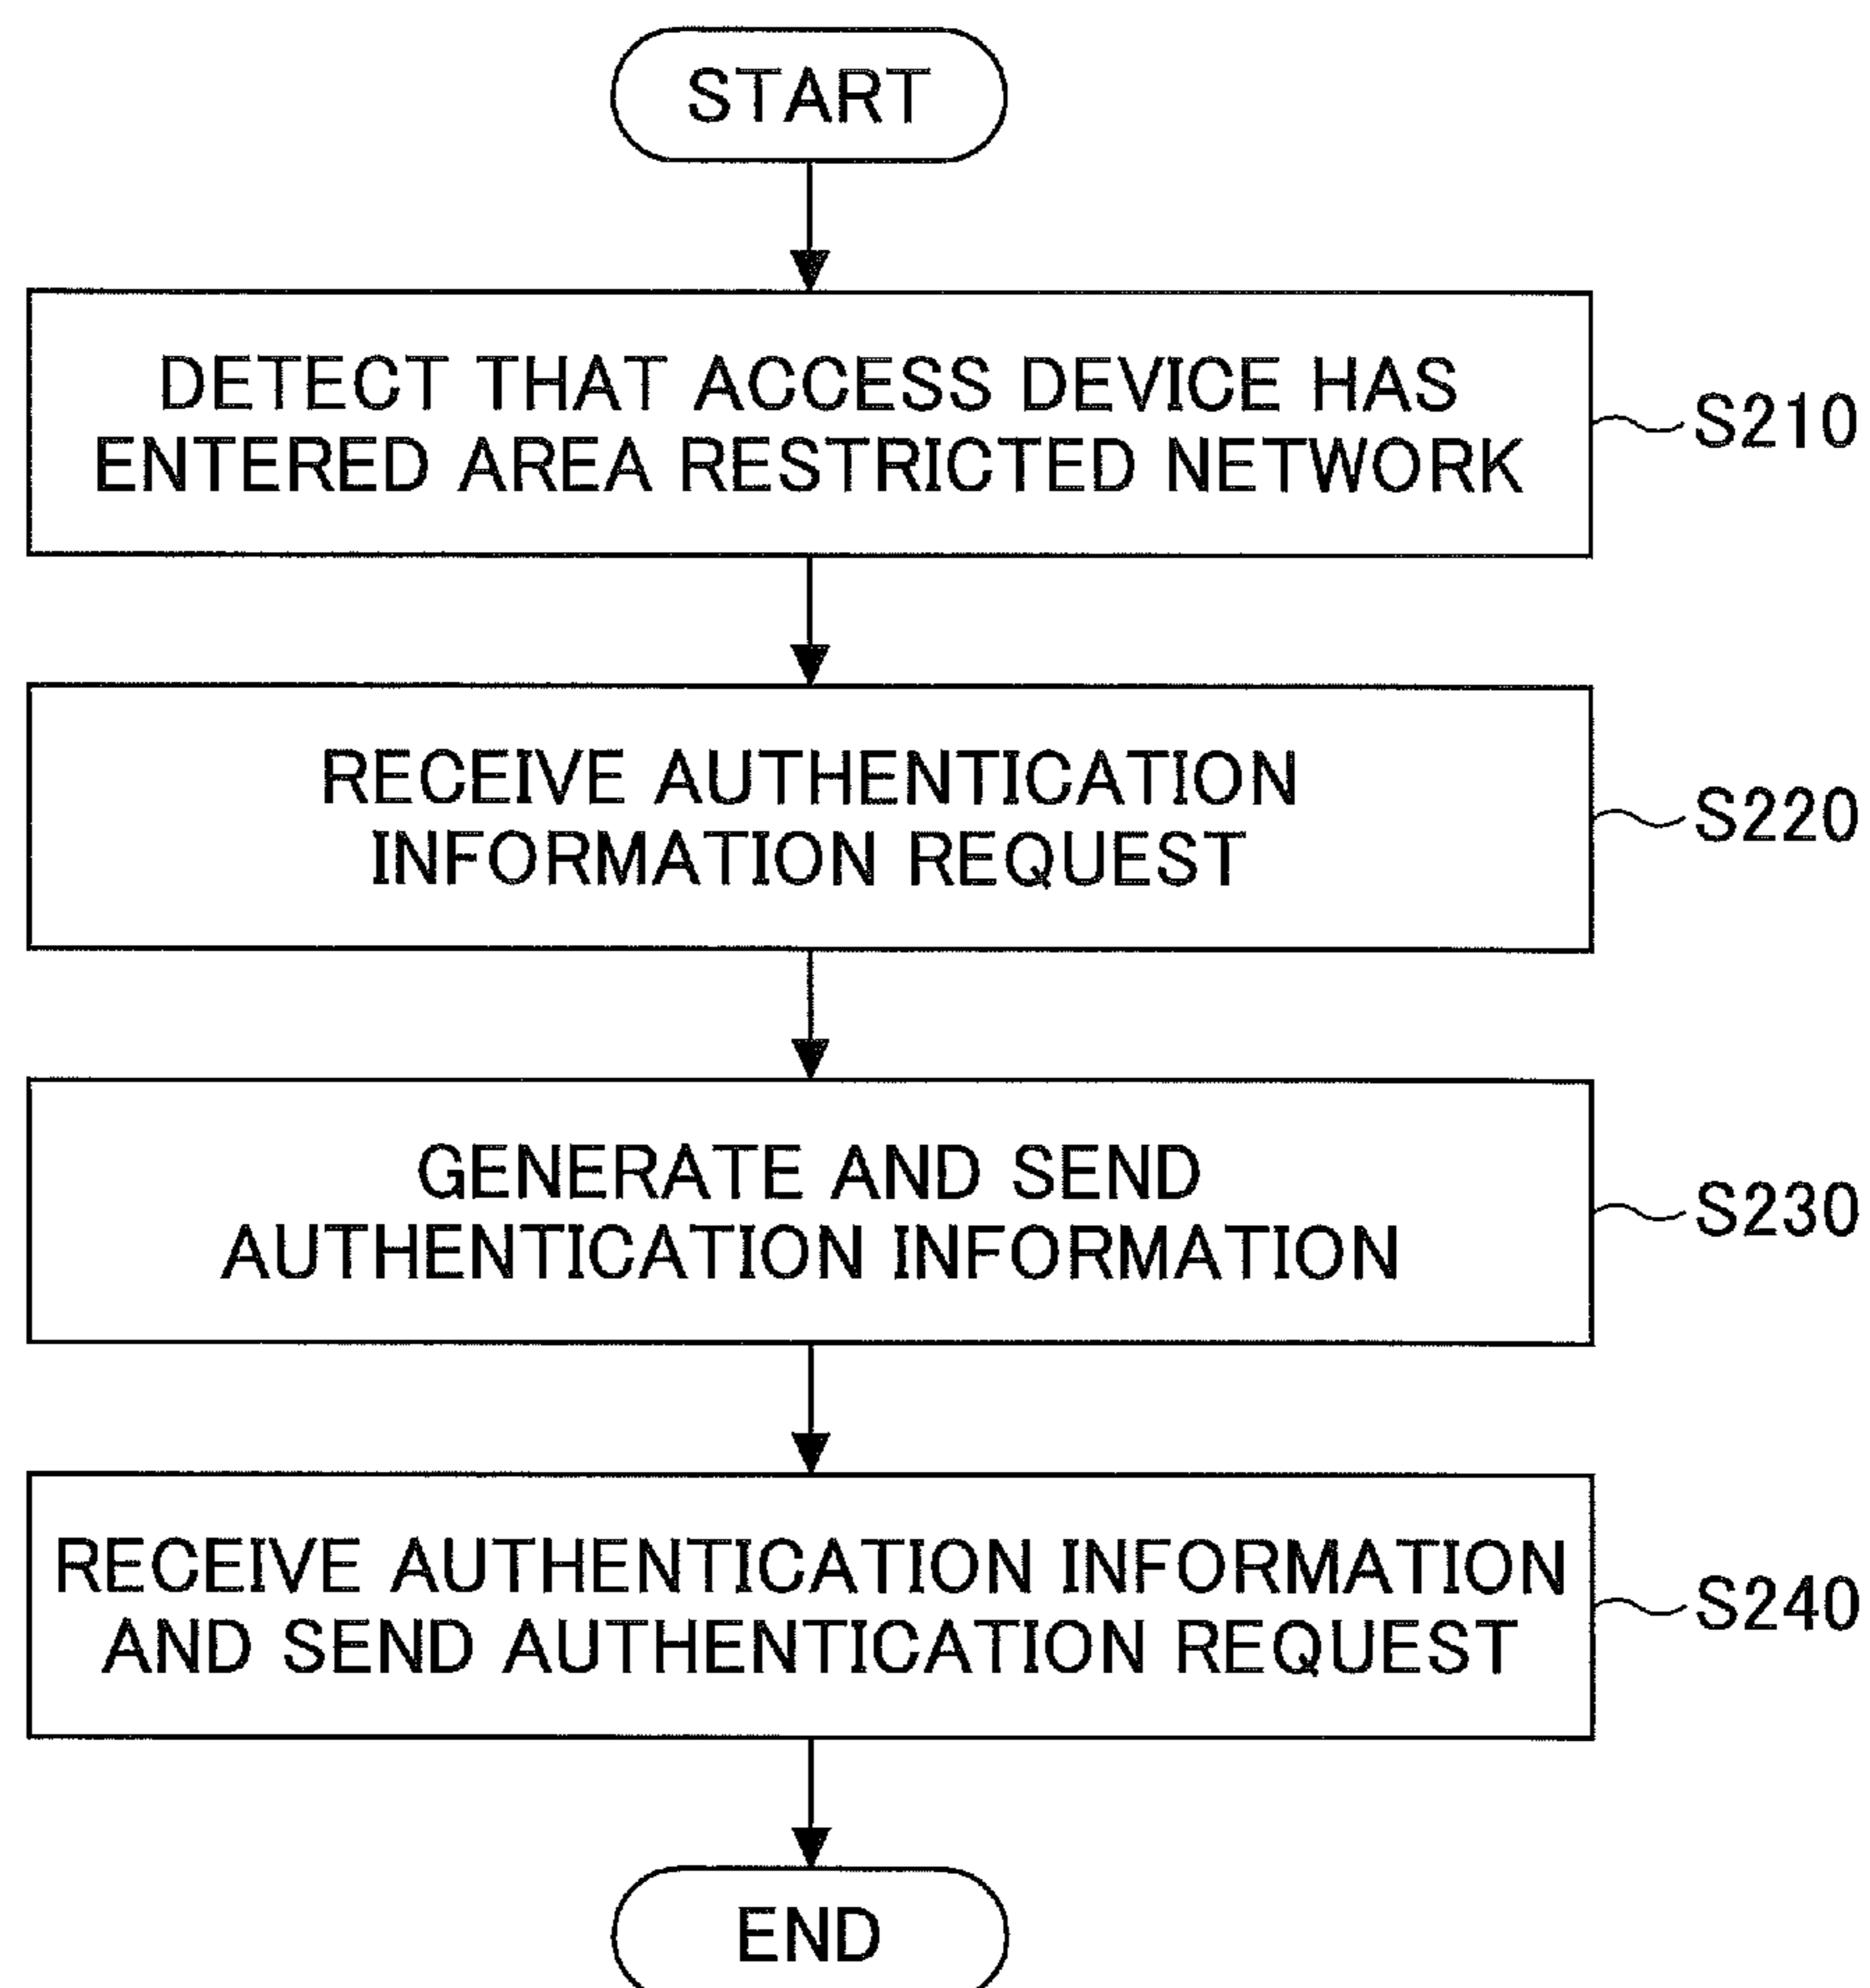 START
DETECT THAT ACCESS DEVICE HAS
ENTERED AREA RESTRICTED NETWORK
S210
RECEIVE AUTHENTICATION
INFORMATION REQUEST
S220
GENERATE AND SEND
AUTHENTICATION INFORMATION
S230
RECEIVE AUTHENTICATION INFORMATION
AND SEND AUTHENTICATION REQUEST
S240
END